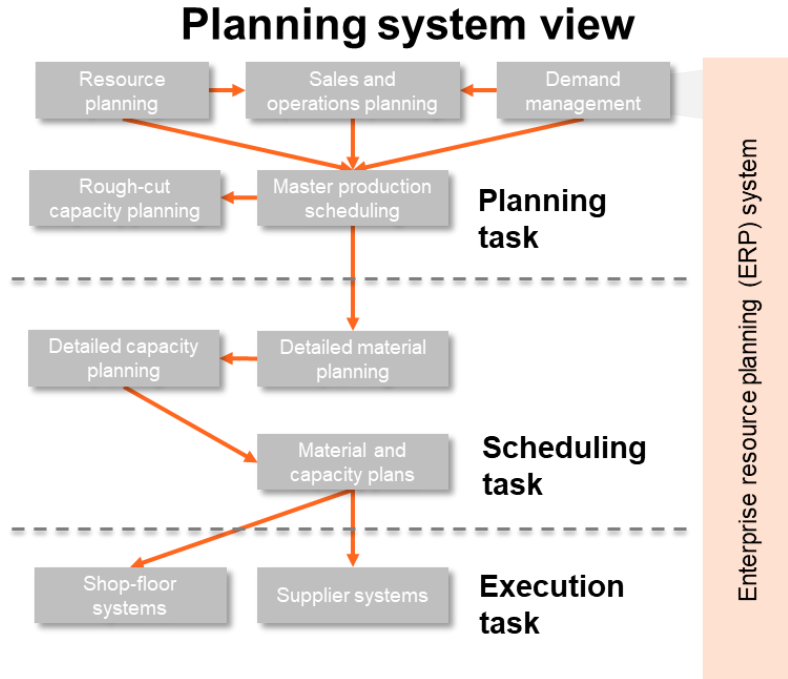 Planning system view
Resource
planning
Sales and
operations planning
Demand
management
Rough-cut
capacity planning
Master production
scheduling
Planning
task
Detailed capacity
planning
Detailed material
planning
Material and
capacity plans
Scheduling
task
Shop-floor
systems
Supplier systems
Execution
task
Enterprise resource planning (ERP) system